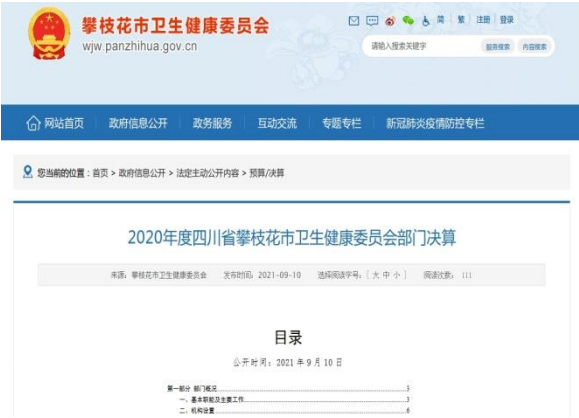 攀枝花市卫生健康委员会
wjw.panzhihua.gov.cn
简 繁 注册 登录
请输入搜索关键字 服务搜索 内容搜索
网站首页 政府信息公开 政务服务 互动交流 专题专栏 新冠肺炎疫情防控专栏
您当前的位置：首页 > 政府信息公开 > 法定主动公开内容 > 预算/决算
2020年度四川省攀枝花市卫生健康委员会部门决算
来源：攀枝花市卫生健康委员会 发布时间：2021-09-10 选择阅读字号：[ 大 中 小 ] 阅读次数： 111
目录
公开时间：2021 年 9 月 10 日
第一部分 部门概况........................................3
一、基本职能及主要工作........................................3
二、机构设置........................................6